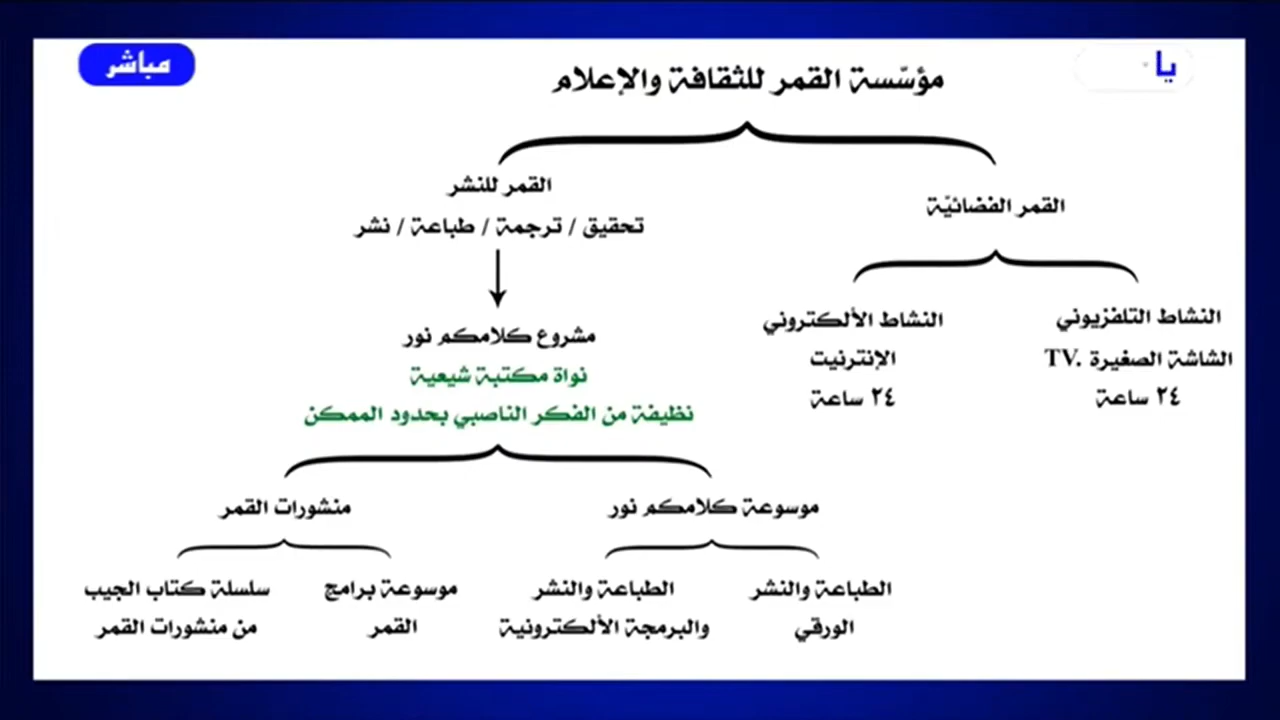 يا
مباشر
مؤسّسة القمر للثقافة والإعلام
القمر الفضائيّة
النشاط التلفزيوني
الشاشة الصغيرة .TV
٢٤ ساعة
النشاط الألكتروني
الإنترنيت
٢٤ ساعة
القمر للنشر
تحقيق / ترجمة / طباعة / نشر
مشروع كلامكم نور
نواة مكتبة شيعية
نظيفة من الفكر الناصبي بحدود الممكن
موسوعة كلامكم نور
الطباعة والنشر
الورقي
الطباعة والنشر
والبرمجة الألكترونية
منشورات القمر
موسوعة برامج
القمر
سلسلة كتاب الجيب
من منشورات القمر